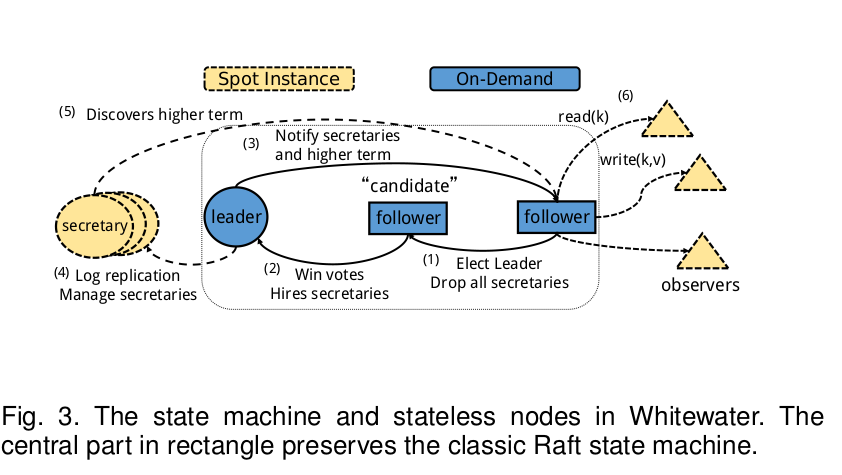 Spot Instance
On-Demand
(5) Discovers higher term
(6)
read(k)
(3) Notify secretaries
and higher term
write(k,v)
“candidate”
secretary
leader
follower
follower
(1) Elect Leader
Drop all secretaries
(2) Win votes
Hires secretaries
(4) Log replication
Manage secretaries
observers
Fig. 3. The state machine and stateless nodes in Whitewater. The
central part in rectangle preserves the classic Raft state machine.